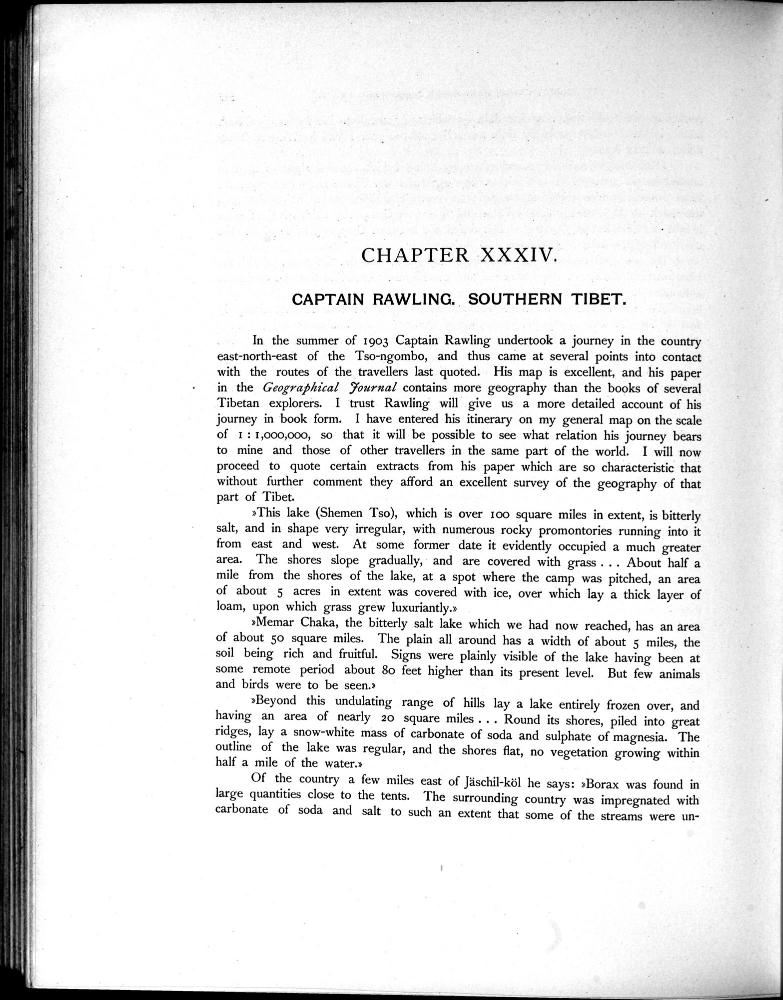 CHAPTER XXXIV.
CAPTAIN RAWLING. SOUTHERN TIBET.
In the summer of 1903 Captain Rawling undertook a journey in the country
east-north-east of the Tso-ngombo, and thus came at several points into contact
with the routes of the travellers last quoted. His map is excellent, and his paper
in the Geographical Journal contains more geography than the books of several
Tibetan explorers. I trust Rawling will give us a more detailed account of his
journey in book form. I have entered his itinerary on my general map on the scale
of 1 : 1,000,000, so that it will be possible to see what relation his journey bears
to mine and those of other travellers in the same part of the world. I will now
proceed to quote certain extracts from his paper which are so characteristic that
without further comment they afford an excellent survey of the geography of that
part of Tibet.
»This lake (Shemen Tso), which is over 100 square miles in extent, is bitterly
salt, and in shape very irregular, with numerous rocky promontories running into it
from east and west. At some former date it evidently occupied a much greater
area. The shores slope gradually, and are covered with grass . . . About half a
mile from the shores of the lake, at a spot where the camp was pitched, an area
of about 5 acres in extent was covered with ice, over which lay a thick layer of
loam, upon which grass grew luxuriantly.»
»Memar Chaka, the bitterly salt lake which we had now reached, has an area
of about 50 square miles. The plain all around has a width of about 5 miles, the
soil being rich and fruitful. Signs were plainly visible of the lake having been at
some remote period about 80 feet higher than its present level. But few animals
and birds were to be seen.»
»Beyond this undulating range of hills lay a lake entirely frozen over, and
having an area of nearly 20 square miles . . . Round its shores, piled into great
ridges, lay a snow-white mass of carbonate of soda and sulphate of magnesia. The
outline of the lake was regular, and the shores flat, no vegetation growing within
half a mile of the water.»
Of the country a few miles east of Jäschil-köl he says: »Borax was found in
large quantities close to the tents. The surrounding country was impregnated with
carbonate of soda and salt to such an extent that some of the streams were un-